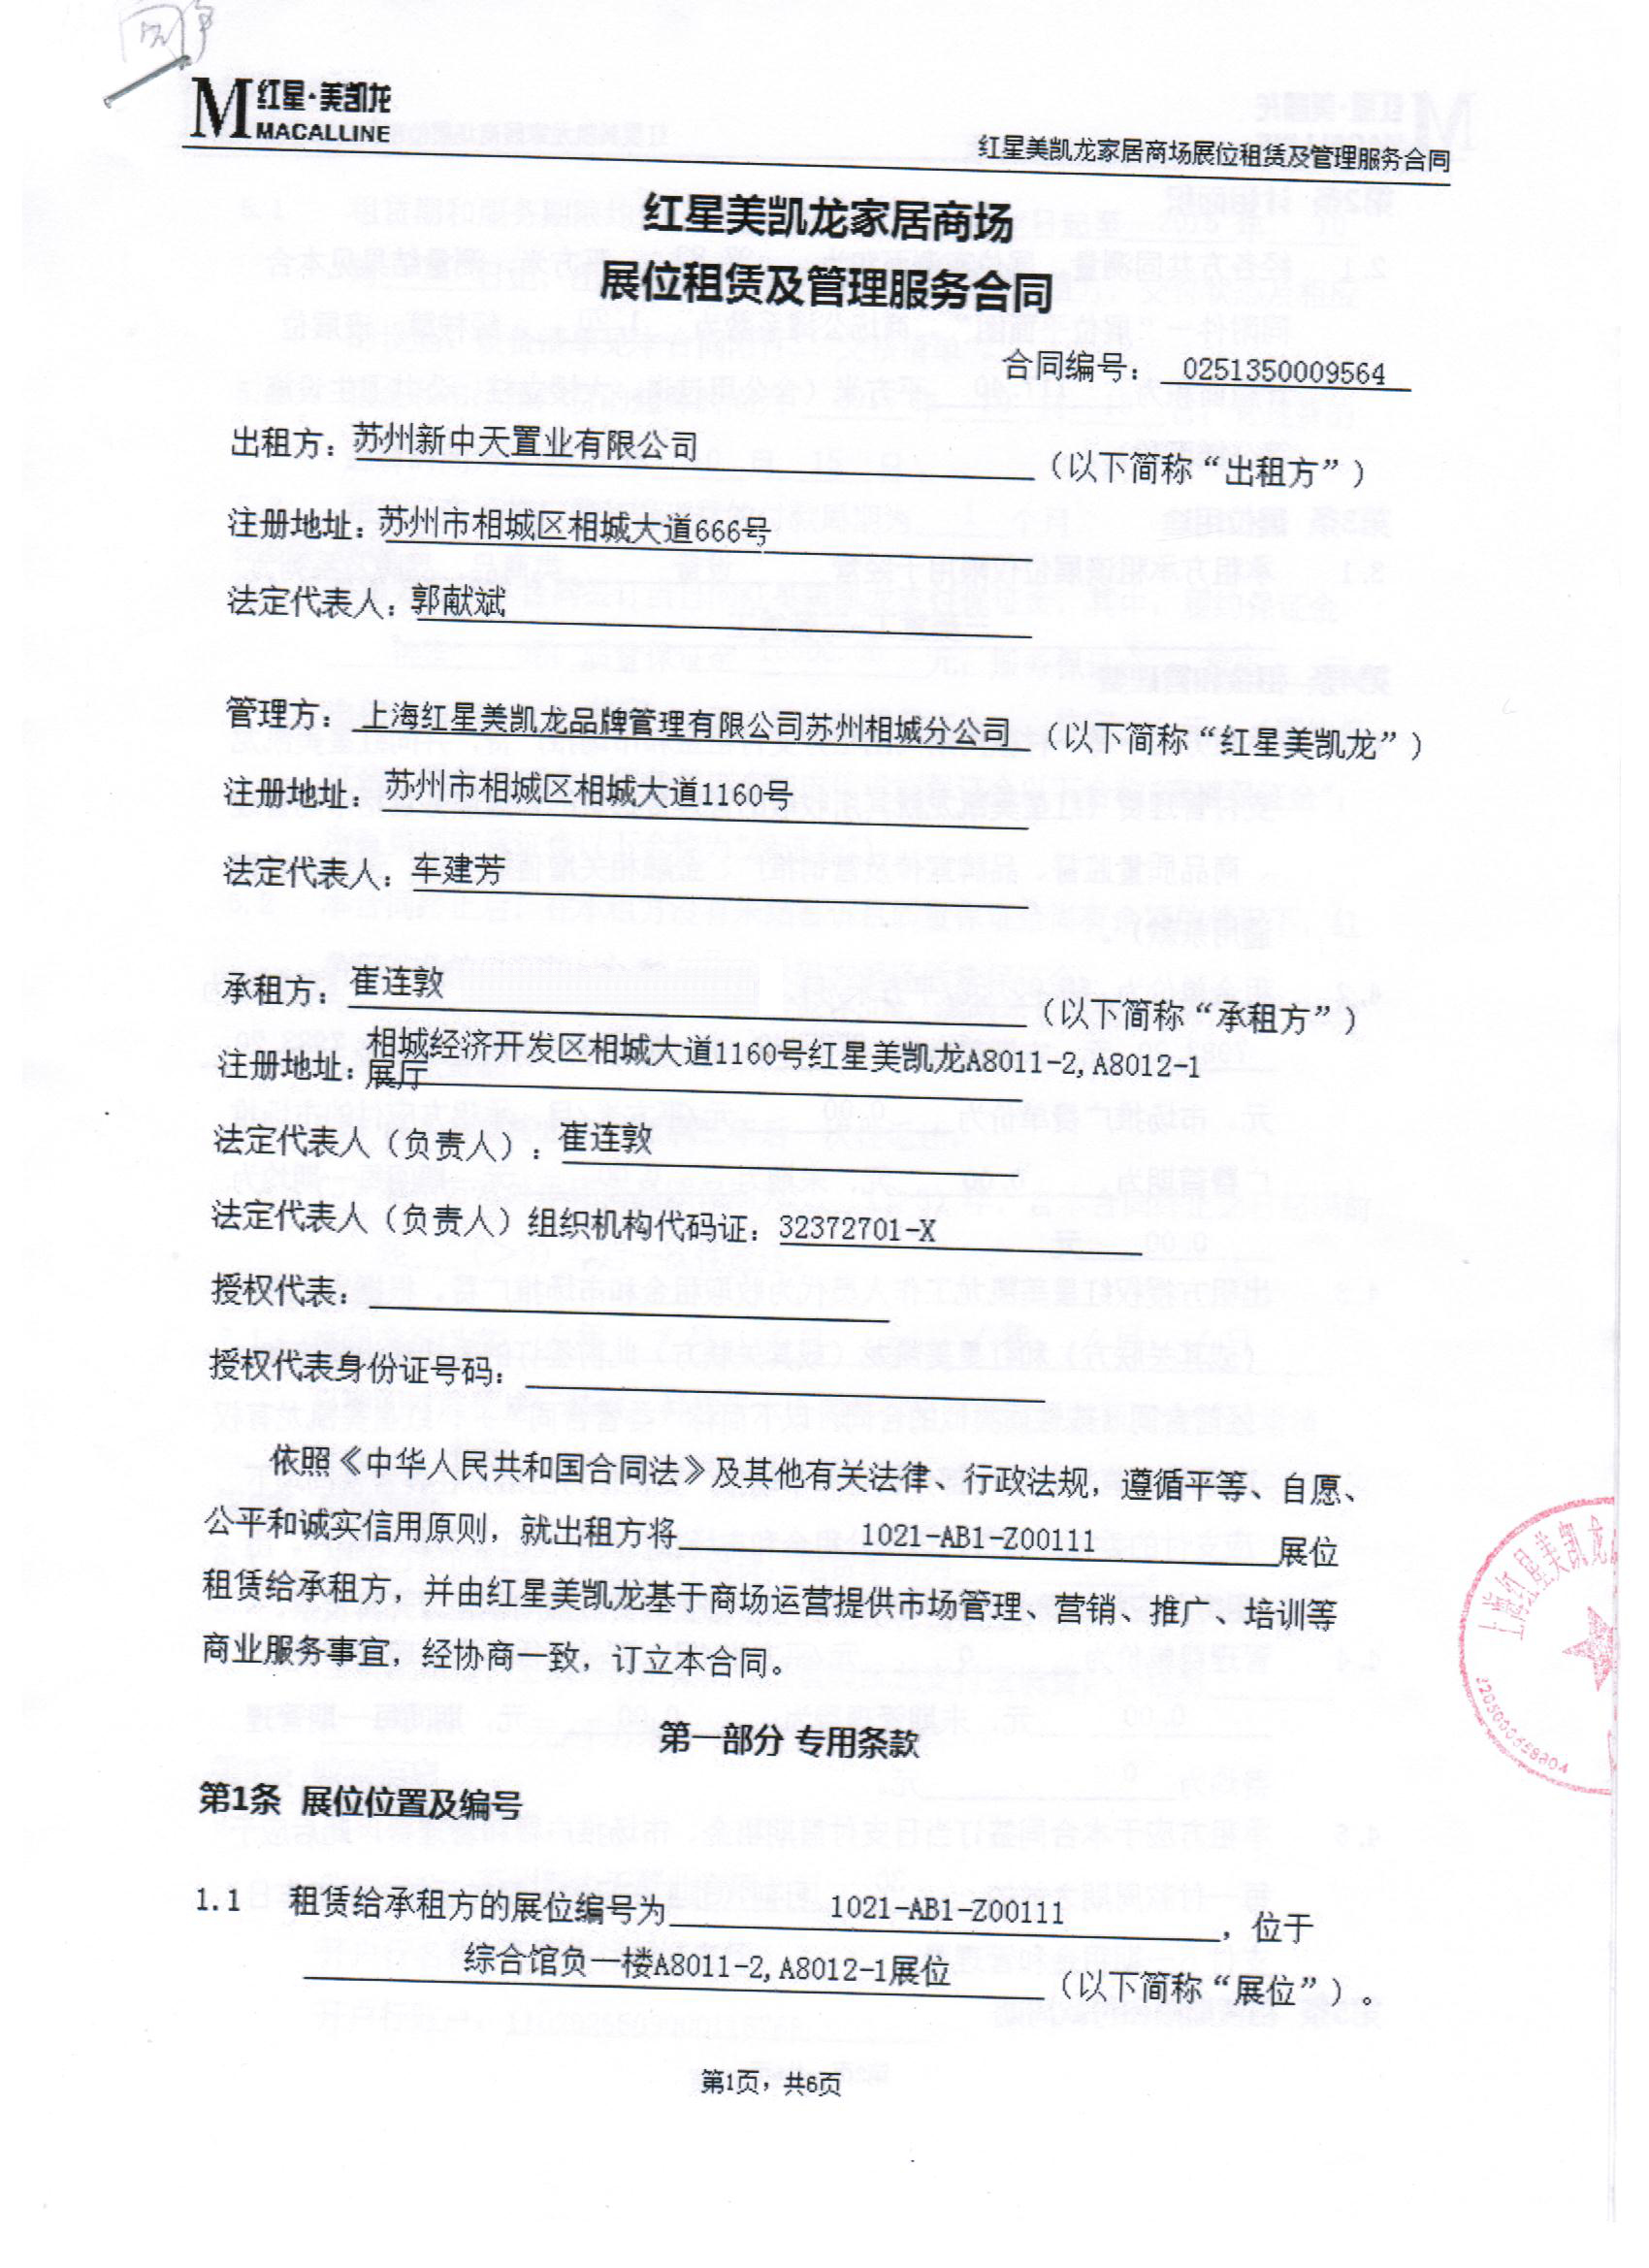 红星·美凯龙
MACALLINE
红星美凯龙家居商场展位租赁及管理服务合同
红星美凯龙家居商场
展位租赁及管理服务合同
合同编号：0251350009564
出租方：苏州新中天置业有限公司（以下简称“出租方”）
注册地址：苏州市相城区相城大道666号
法定代表人：郭献斌
管理方：上海红星美凯龙品牌管理有限公司苏州相城分公司（以下简称“红星美凯龙”）
注册地址：苏州市相城区相城大道1160号
法定代表人：车建芳
承租方：崔连敦（以下简称“承租方”）
注册地址：相城经济开发区相城大道1160号红星美凯龙A8011-2,A8012-1
展厅
法定代表人（负责人）：崔连敦
法定代表人（负责人）组织机构代码证：32372701-X
授权代表：
授权代表身份证号码：
依照《中华人民共和国合同法》及其他有关法律、行政法规，遵循平等、自愿、
公平和诚实信用原则，就出租方将1021-AB1-Z00111展位
租赁给承租方，并由红星美凯龙基于商场运营提供市场管理、营销、推广、培训等
商业服务事宜，经协商一致，订立本合同。
第一部分 专用条款
第1条 展位位置及编号
1.1 租赁给承租方的展位编号为1021-AB1-Z00111，位于
综合馆负一楼A8011-2,A8012-1展位（以下简称“展位”）。
第1页，共6页
上海红星美凯龙